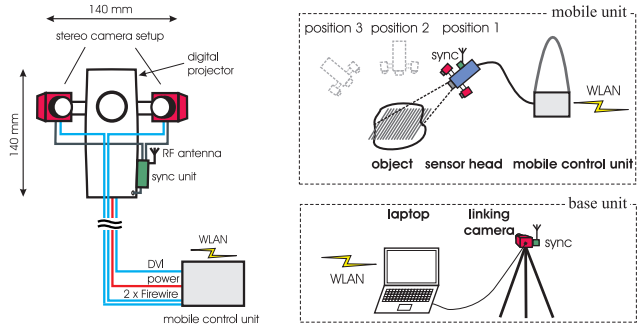 140 mm
stereo camera setup
digital
projector
140 mm
RF antenna
sync unit
WLAN
DVI
power
2 x Firewire
mobile control unit
mobile unit
position 3
position 2
position 1
sync
WLAN
object
sensor head
mobile control unit
base unit
laptop
linking
camera
sync
WLAN